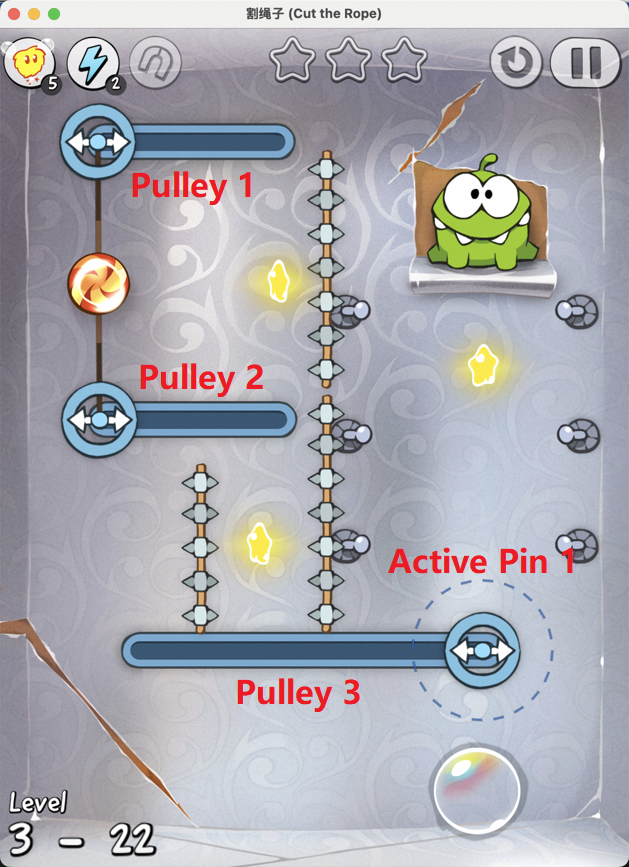 割绳子 (Cut the Rope)
5
2
Pulley 1
Pulley 2
Active Pin 1
Pulley 3
Level
3 - 22